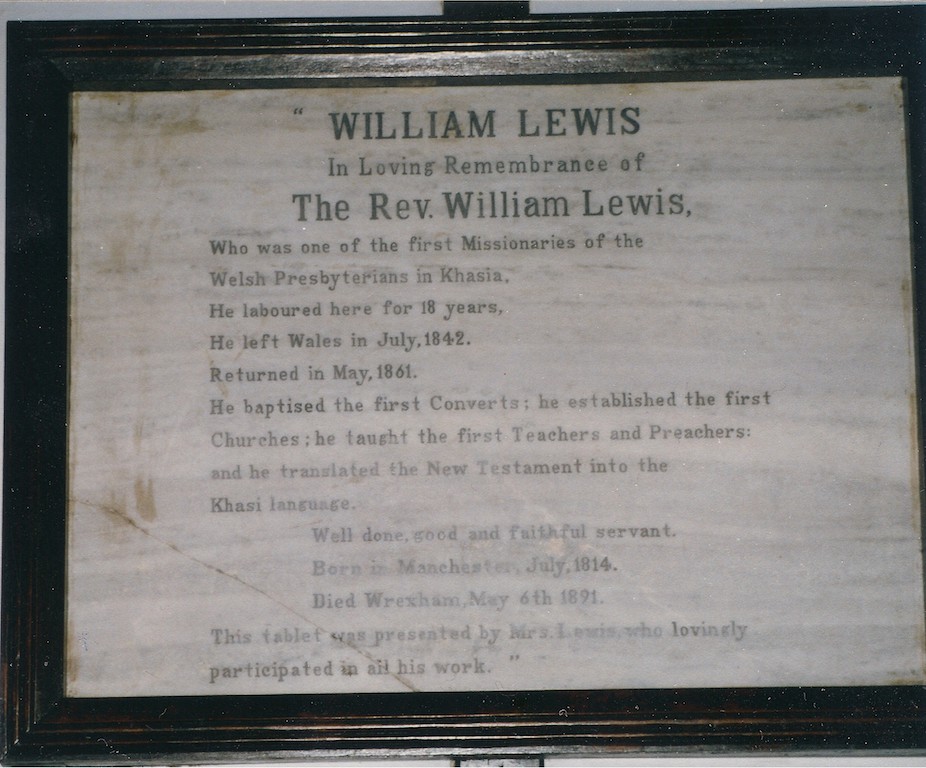 “ WILLIAM LEWIS
In Loving Remembrance of
The Rev. William Lewis,
Who was one of the first Missionaries of the
Welsh Presbyterians in Khasia,
He laboured here for 18 years,
He left Wales in July, 1842.
Returned in May, 1861.
He baptised the first Converts; he established the first
Churches; he taught the first Teachers and Preachers:
and he translated the New Testament into the
Khasi language.
Well done, good and faithful servant.
Born in Manchester, July, 1814.
Died Wrexham, May 6th 1891.
This tablet was presented by Mrs. Lewis, who lovingly
participated in all his work. ”